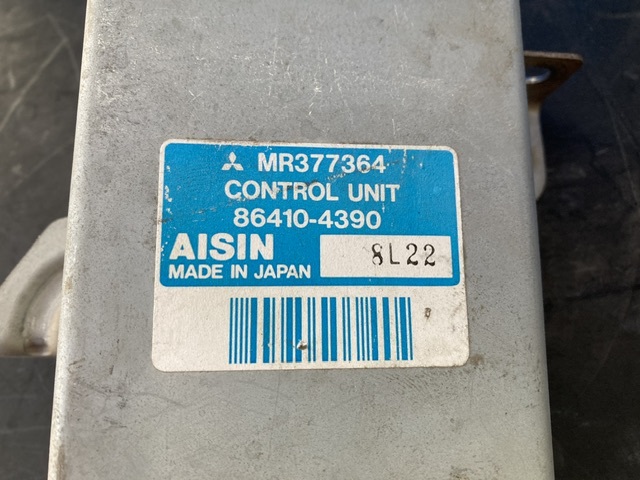 MR377364
CONTROL UNIT
86410-4390
AISIN
8L22
MADE IN JAPAN